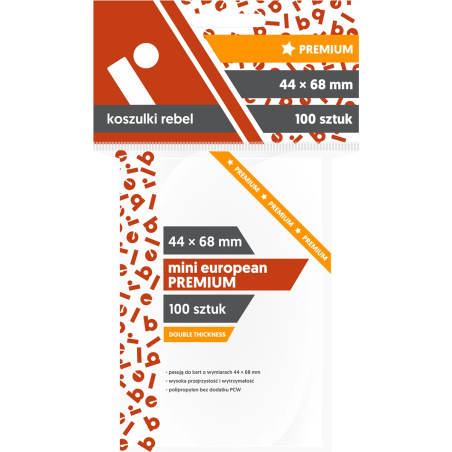 ★ PREMIUM
44 × 68 mm
koszulki rebel
100 sztuk
★ PREMIUM ★ PREMIUM ★ PREMIUM
44 × 68 mm
mini european
PREMIUM
100 sztuk
DOUBLE THICKNESS
• pasują do kart o wymiarach 44 × 68 mm
• wysoka przejrzystość i wytrzymałość
• polipropylen bez dodatku PCW